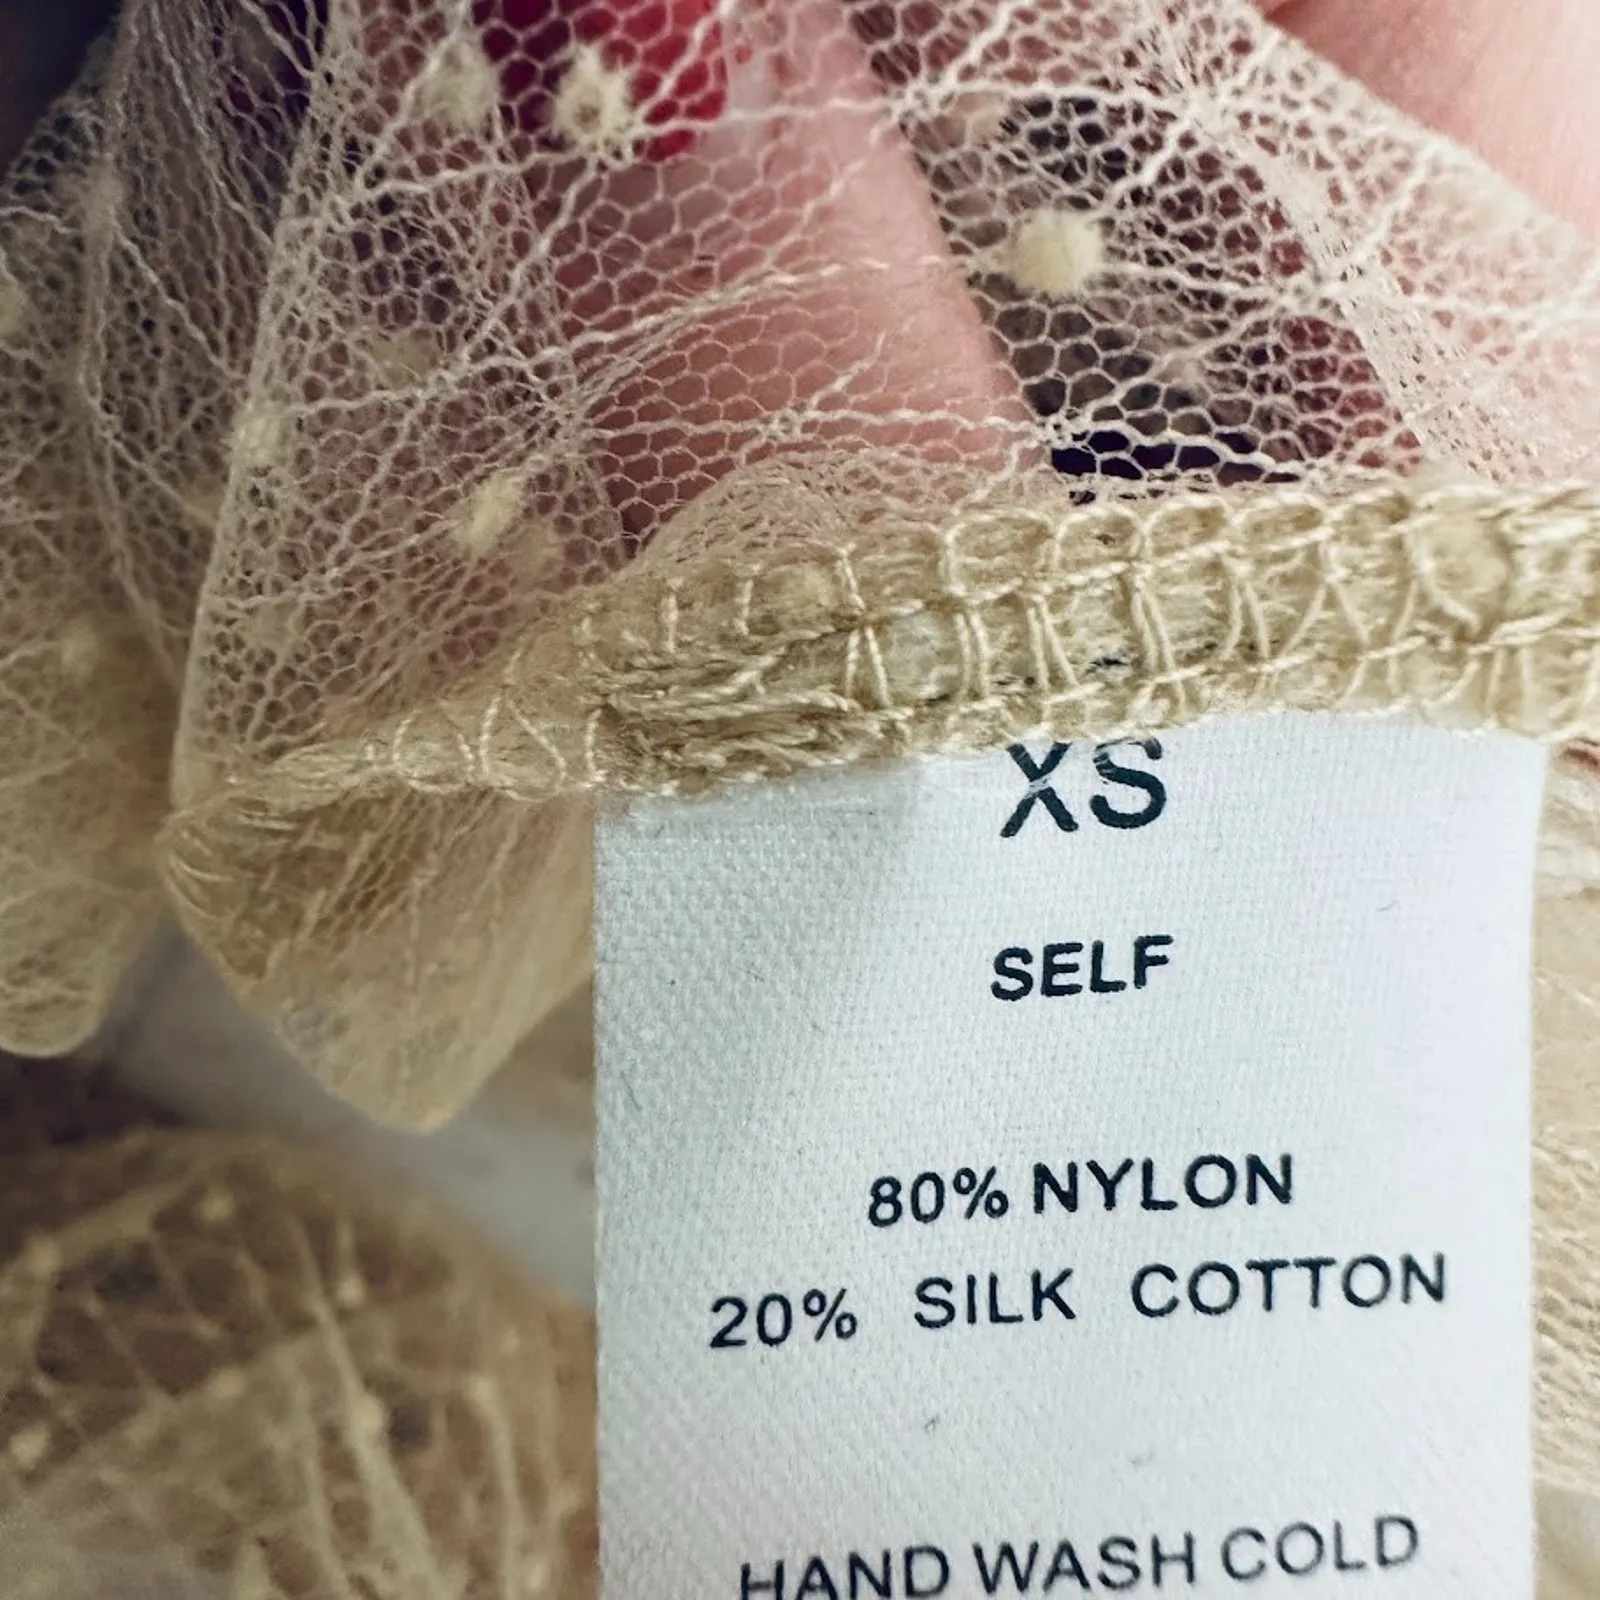 XS
SELF
80% NYLON
20% SILK COTTON
HAND WASH COLD